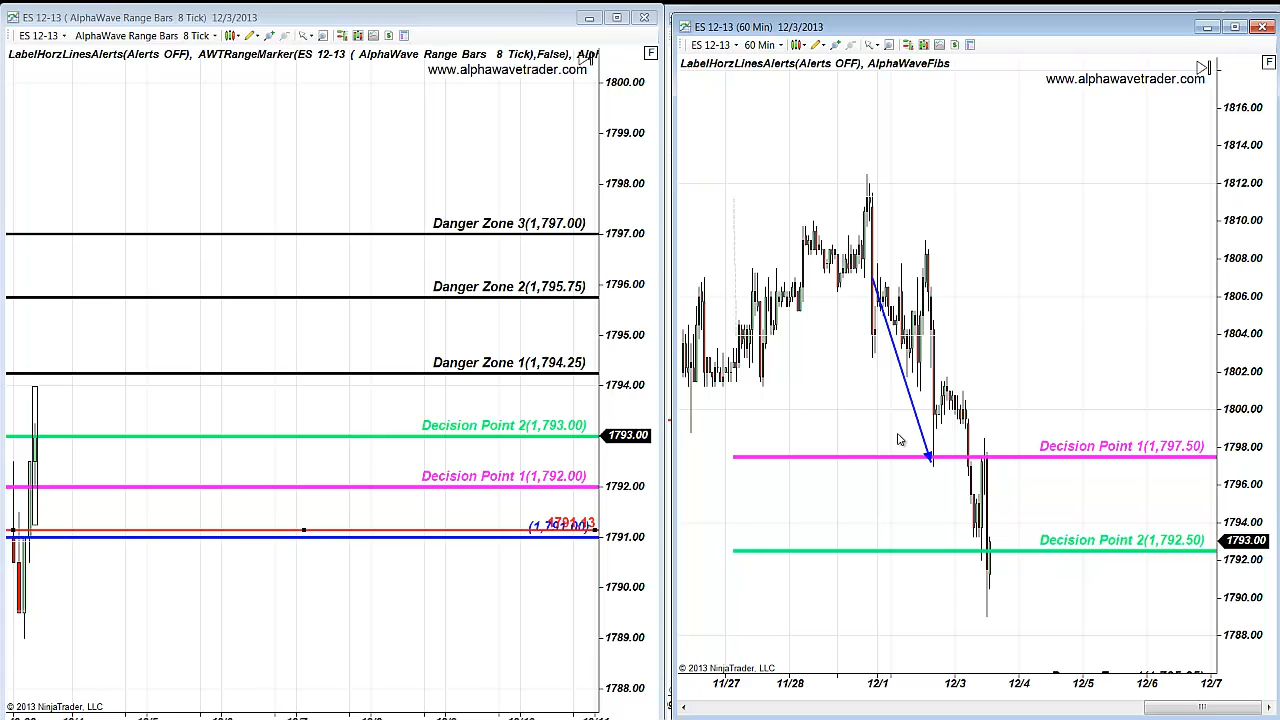 ES 12-13 (AlphaWave Range Bars 8 Tick) 12/3/2013
ES 12-13 AlphaWave Range Bars 8 Tick
LabelHorzLinesAlerts(Alerts OFF), AWTRangeMarker(ES 12-13 ( AlphaWave Range Bars 8 Tick),False),
www.alphawavetrader.com
F
1800.00
1799.00
1798.00
Danger Zone 3(1,797.00)
1797.00
Danger Zone 2(1,795.75)
1796.00
1795.00
Danger Zone 1(1,794.25)
1794.00
Decision Point 2(1,793.00)
1793.00
Decision Point 1(1,792.00)
1792.00
1791.13
(1,791.00)
1791.00
1790.00
1789.00
1788.00
© 2013 NinjaTrader, LLC
ES 12-13 (60 Min) 12/3/2013
ES 12-13 60 Min
LabelHorzLinesAlerts(Alerts OFF), AlphaWaveFibs
www.alphawavetrader.com
F
1816.00
1814.00
1812.00
1810.00
1808.00
1806.00
1804.00
1802.00
1800.00
Decision Point 1(1,797.50)
1798.00
1796.00
1794.00
Decision Point 2(1,792.50)
1793.00
1792.00
1790.00
1788.00
© 2013 NinjaTrader, LLC
11/27 11/28 12/1 12/3 12/4 12/5 12/6 12/7